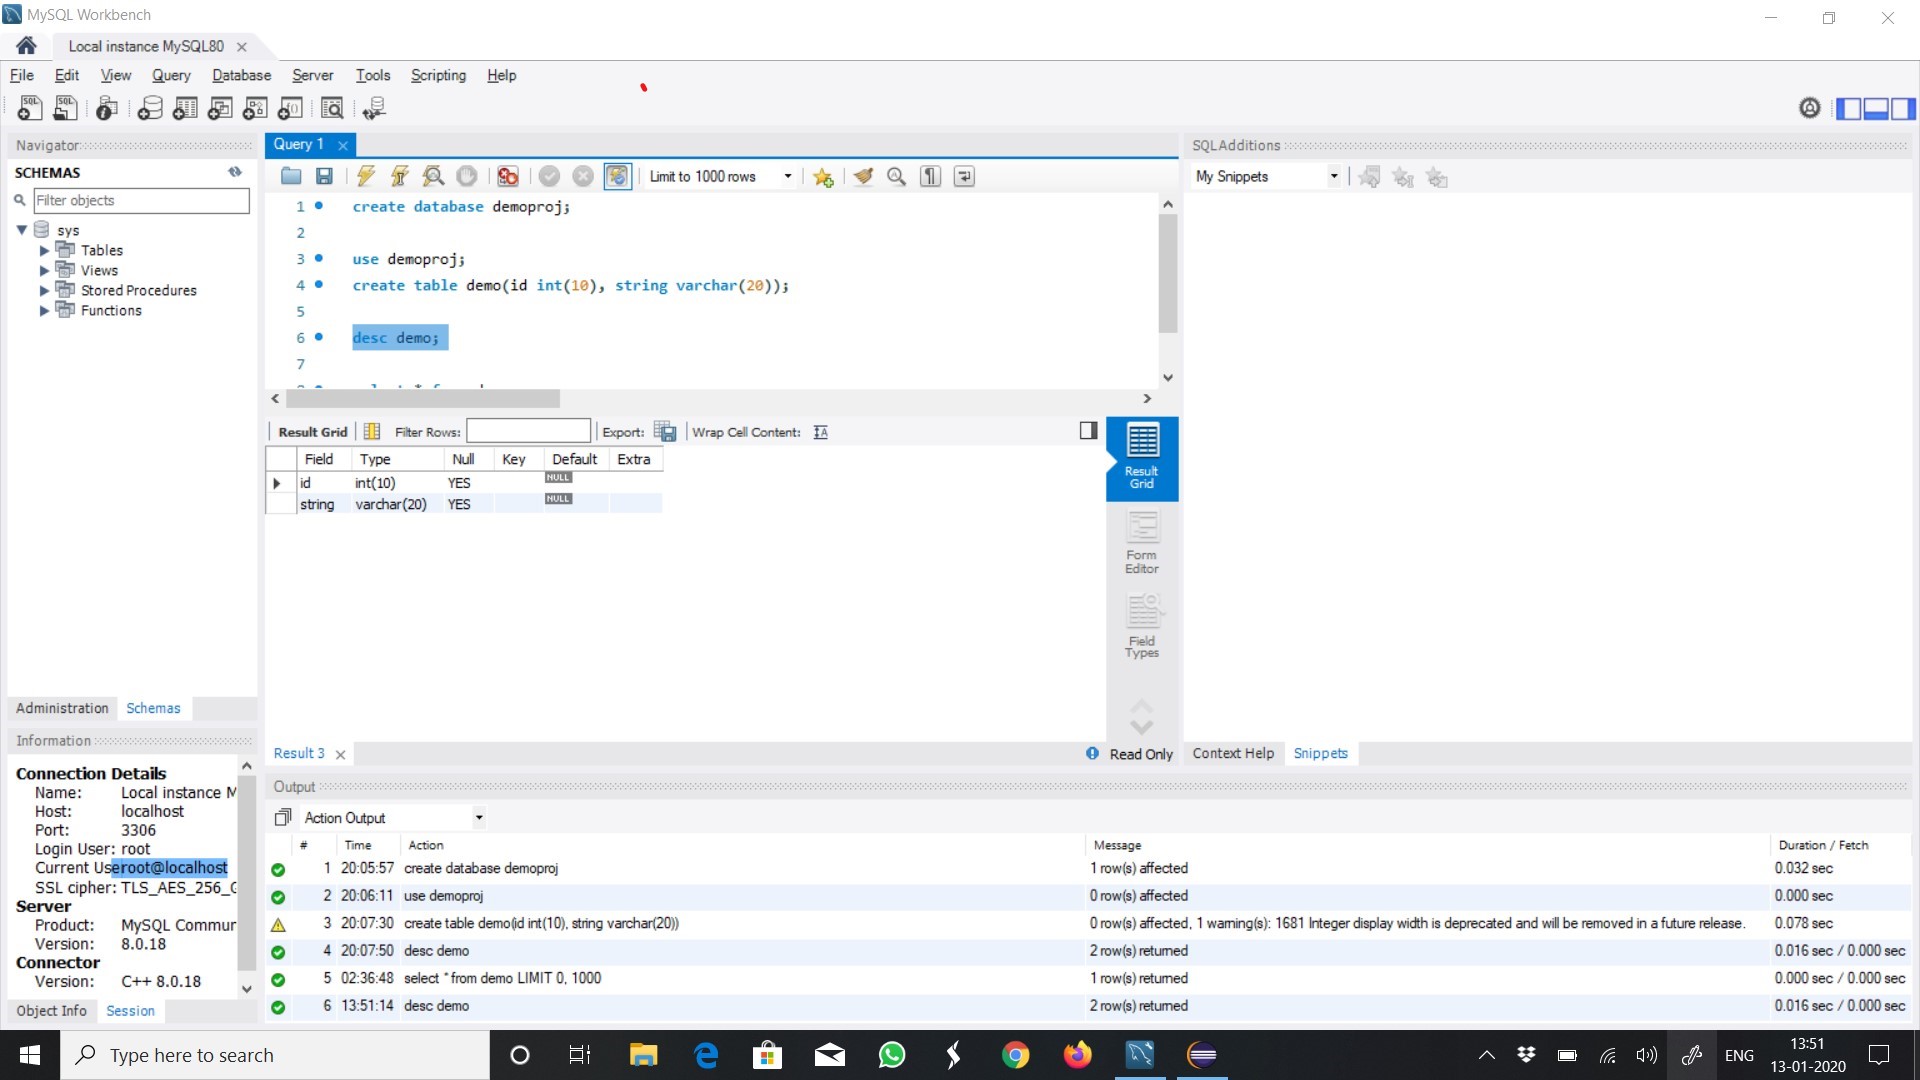 MySQL Workbench
Local instance MySQL80
File Edit View Query Database Server Tools Scripting Help
Navigator
SCHEMAS
Filter objects
sys
Tables
Views
Stored Procedures
Functions
Administration Schemas
Query 1
Limit to 1000 rows
1 create database demoproj;
2
3 use demoproj;
4 create table demo(id int(10), string varchar(20));
5
6 desc demo;
7
Result Grid Filter Rows: Export: Wrap Cell Content:
Field Type Null Key Default Extra
id int(10) YES NULL
string varchar(20) YES NULL
Result Grid
Form Editor
Field Types
Result 3
Read Only
SQLAdditions
My Snippets
Context Help Snippets
Information
Connection Details
Name: Local instance M
Host: localhost
Port: 3306
Login User: root
Current Useroot@localhost
SSL cipher: TLS_AES_256_G
Server
Product: MySQL Commun
Version: 8.0.18
Connector
Version: C++ 8.0.18
Object Info Session
Output
Action Output
# Time Action Message Duration / Fetch
1 20:05:57 create database demoproj 1 row(s) affected 0.032 sec
2 20:06:11 use demoproj 0 row(s) affected 0.000 sec
3 20:07:30 create table demo(id int(10), string varchar(20)) 0 row(s) affected, 1 warning(s): 1681 Integer display width is deprecated and will be removed in a future release. 0.078 sec
4 20:07:50 desc demo 2 row(s) returned 0.016 sec / 0.000 sec
5 02:36:48 select * from demo LIMIT 0, 1000 1 row(s) returned 0.000 sec / 0.000 sec
6 13:51:14 desc demo 2 row(s) returned 0.016 sec / 0.000 sec
Type here to search
ENG
13:51
13-01-2020